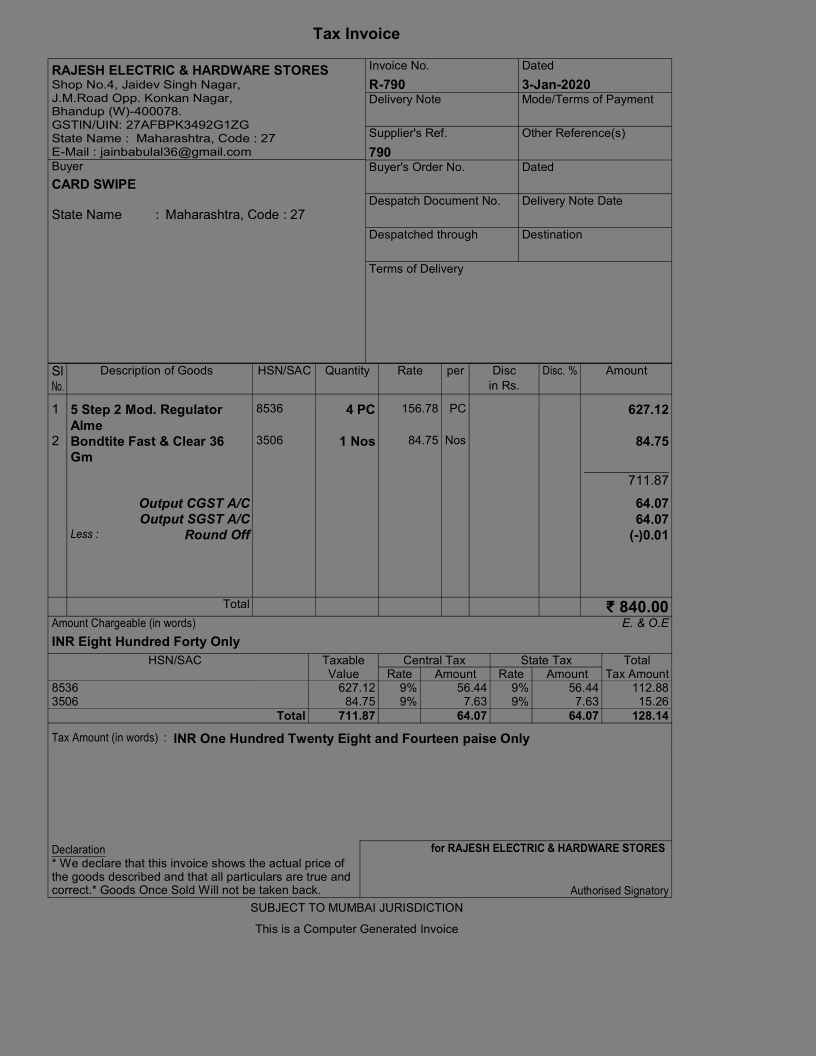 Tax Invoice
RAJESH ELECTRIC & HARDWARE STORES
Shop No.4, Jaidev Singh Nagar,
J.M.Road Opp. Konkan Nagar,
Bhandup (W)-400078.
GSTIN/UIN: 27AFBPK3492G1ZG
State Name : Maharashtra, Code : 27
E-Mail : jainbabulal36@gmail.com
Invoice No. Dated
R-790 3-Jan-2020
Delivery Note Mode/Terms of Payment
Supplier's Ref. Other Reference(s)
790
Buyer
CARD SWIPE
State Name : Maharashtra, Code : 27
Buyer's Order No. Dated
Despatch Document No. Delivery Note Date
Despatched through Destination
Terms of Delivery
Sl No. Description of Goods HSN/SAC Quantity Rate per Disc in Rs. Disc. % Amount
1 5 Step 2 Mod. Regulator 8536 4 PC 156.78 PC 627.12
Alme
2 Bondtite Fast & Clear 36 3506 1 Nos 84.75 Nos 84.75
Gm
711.87
Output CGST A/C 64.07
Output SGST A/C 64.07
Less : Round Off (-)0.01
Total ₹ 840.00
Amount Chargeable (in words) E. & O.E
INR Eight Hundred Forty Only
HSN/SAC Taxable Central Tax State Tax Total
Value Rate Amount Rate Amount Tax Amount
8536 627.12 9% 56.44 9% 56.44 112.88
3506 84.75 9% 7.63 9% 7.63 15.26
Total 711.87 64.07 64.07 128.14
Tax Amount (in words) : INR One Hundred Twenty Eight and Fourteen paise Only
Declaration
* We declare that this invoice shows the actual price of
the goods described and that all particulars are true and
correct.* Goods Once Sold Will not be taken back.
for RAJESH ELECTRIC & HARDWARE STORES
Authorised Signatory
SUBJECT TO MUMBAI JURISDICTION
This is a Computer Generated Invoice